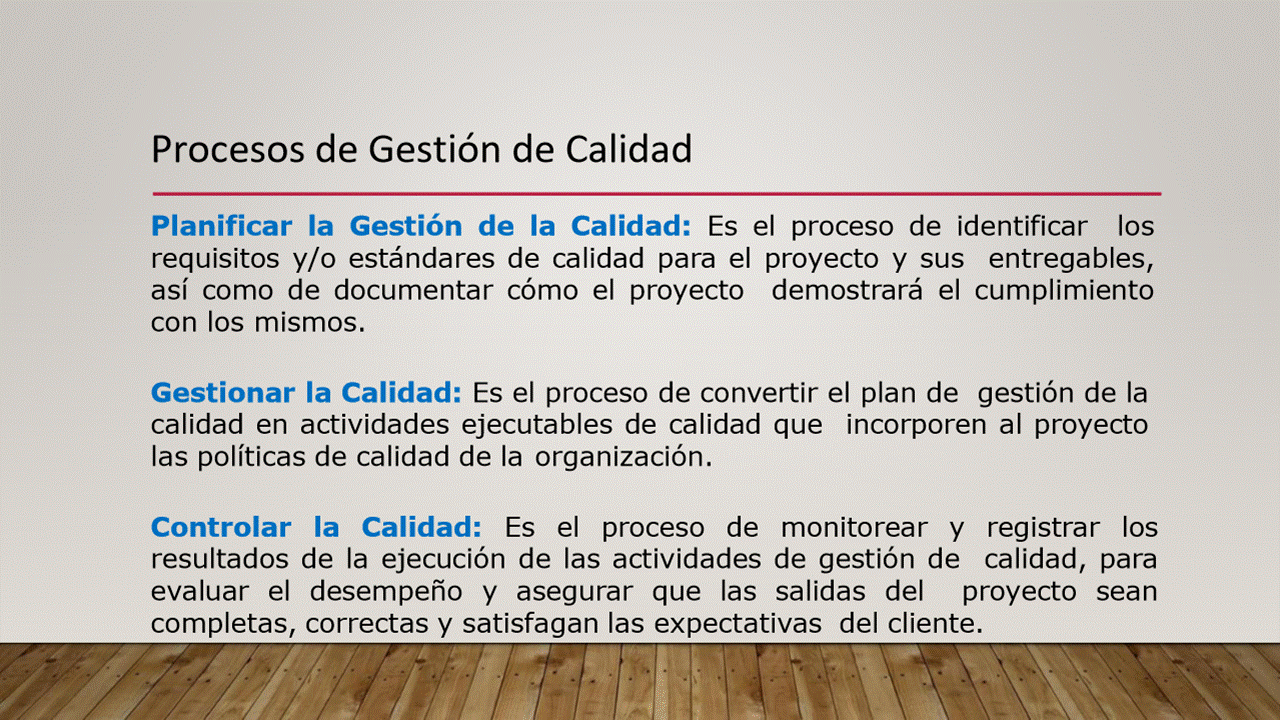 Procesos de Gestión de Calidad
Planificar la Gestión de la Calidad: Es el proceso de identificar los
requisitos y/o estándares de calidad para el proyecto y sus entregables,
así como de documentar cómo el proyecto demostrará el cumplimiento
con los mismos.
Gestionar la Calidad: Es el proceso de convertir el plan de gestión de la
calidad en actividades ejecutables de calidad que incorporen al proyecto
las políticas de calidad de la organización.
Controlar la Calidad: Es el proceso de monitorear y registrar los
resultados de la ejecución de las actividades de gestión de calidad, para
evaluar el desempeño y asegurar que las salidas del proyecto sean
completas, correctas y satisfagan las expectativas del cliente.